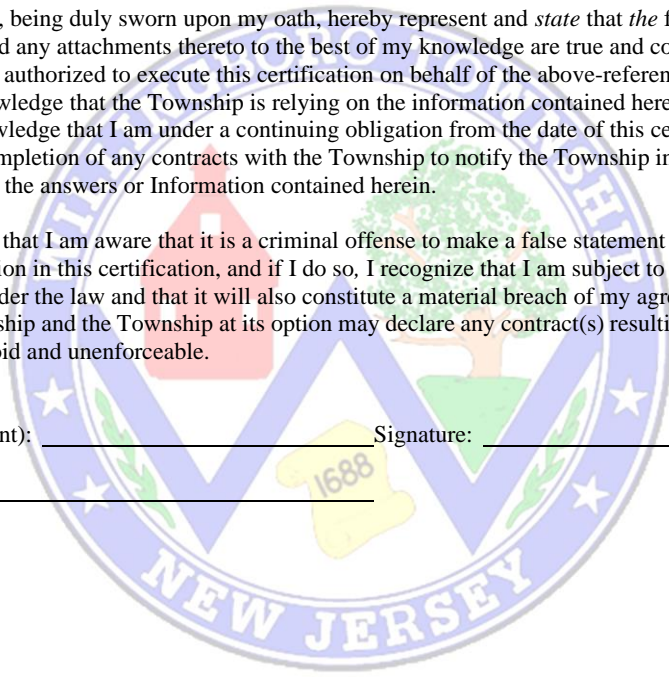 , being duly sworn upon my oath, hereby represent and state that the f
d any attachments thereto to the best of my knowledge are true and co
authorized to execute this certification on behalf of the above-referen
wledge that the Township is relying on the information contained here
wledge that I am under a continuing obligation from the date of this ce
mpletion of any contracts with the Township to notify the Township in
the answers or Information contained herein.
that I am aware that it is a criminal offense to make a false statement
ion in this certification, and if I do so, I recognize that I am subject to
der the law and that it will also constitute a material breach of my agre
ship and the Township at its option may declare any contract(s) resulti
oid and unenforceable.
nt): Signature:
WILLINGBORO TOWNSHIP
1688
NEW JERSEY